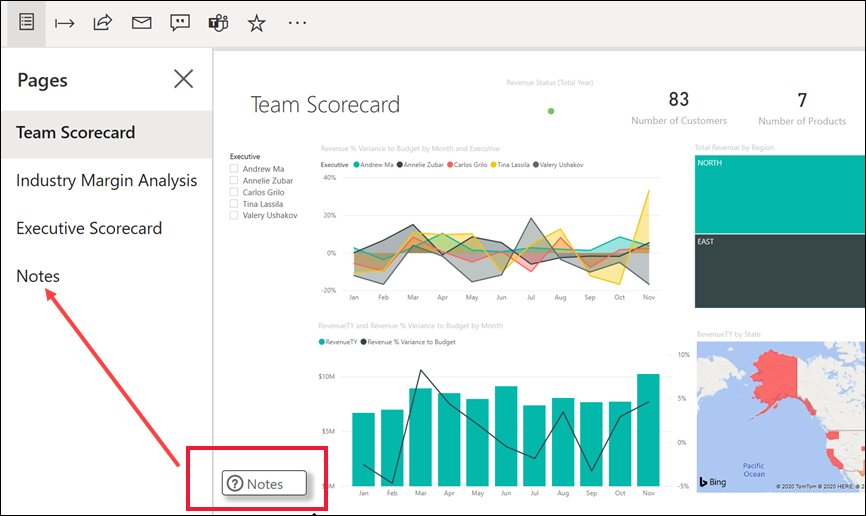 Pages
Team Scorecard
Industry Margin Analysis
Executive Scorecard
Notes
Team Scorecard
Revenue Status (Total Year)
83
Number of Customers
7
Number of Products
Executive
Andrew Ma
Annelie Zubar
Carlos Grilo
Tina Lassila
Valery Ushakov
Revenue % Variance to Budget by Month and Executive
Executive Andrew Ma Annelie Zubar Carlos Grilo Tina Lassila Valery Ushakov
40%
20%
0%
-20%
Jan Feb Mar Apr May Jun Jul Aug Sep Oct Nov
Total Revenue by Region
NORTH
EAST
RevenueTY and Revenue % Variance to Budget by Month
RevenueTY Revenue % Variance to Budget
$10M
$5M
10%
5%
0%
-5%
Jan Feb Mar Apr May Jun Jul Aug Sep Oct Nov
Notes
RevenueTY by State
Pacific
Ocean
Bing
© 2020 TomTom © 2020 HERE, ©